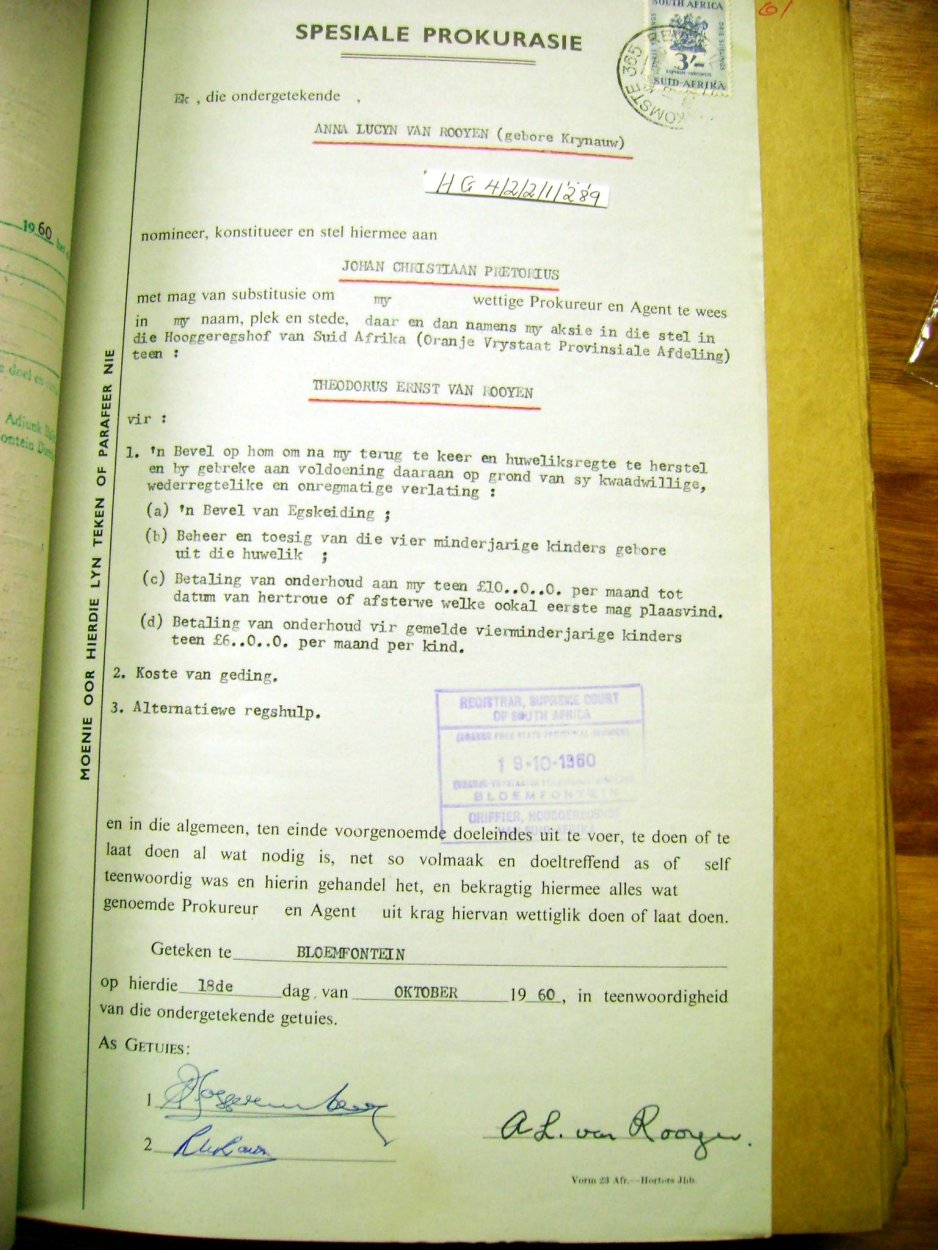 SPESIALE PROKURASIE
SOUTH AFRICA
3/-
SUID-AFRIKA
KOMSTE 365
61
Ek, die ondergetekende ,
ANNA LUCYN VAN ROOYEN (gebore Krynauw)
HG 4/2/2/1/289
nomineer, konstitueer en stel hiermee aan
JOHAN CHRISTIAAN PRETORIUS
met mag van substitusie om my wettige Prokureur en Agent te wees
in my naam, plek en stede, daar en dan namens my aksie in die stel in
die Hooggeregshof van Suid Afrika (Oranje Vrystaat Provinsiale Afdeling)
teen :
THEODORUS ERNST VAN ROOYEN
vir :
1. 'n Bevel op hom om na my terug te keer en huweliksregte te herstel
en by gebreke aan voldoening daaraan op grond van sy kwaadwillige,
wederregtelike en onregmatige verlating :
(a) 'n Bevel van Egskeiding ;
(b) Beheer en toesig van die vier minderjarige kinders gebore
uit die huwelik ;
(c) Betaling van onderhoud aan my teen £10..0..0. per maand tot
datum van hertroue of afsterwe welke ookal eerste mag plaasvind.
(d) Betaling van onderhoud vir gemelde vierminderjarige kinders
teen £6..0..0. per maand per kind.
2. Koste van geding.
3. Alternatiewe regshulp.
REGISTRAR, SUPREME COURT
OF SOUTH AFRICA
19-10-1960
BLOEMFONTEIN
GRIFFIER, HOOGGEREGSHOF
en in die algemeen, ten einde voorgenoemde doeleindes uit te voer, te doen of te
laat doen al wat nodig is, net so volmaak en doeltreffend as of self
teenwoordig was en hierin gehandel het, en bekragtig hiermee alles wat
genoemde Prokureur en Agent uit krag hiervan wettiglik doen of laat doen.
Geteken te BLOEMFONTEIN
op hierdie 18de dag van OKTOBER 1960, in teenwoordigheid
van die ondergetekende getuies.
AS GETUIES:
1
2
A L. van Rooyen.
Vorm 23 Afr.—Hortors Jhb.
MOENIE OOR HIERDIE LYN TEKEN OF PARAFEER NIE
1960
doel en
Adjunk